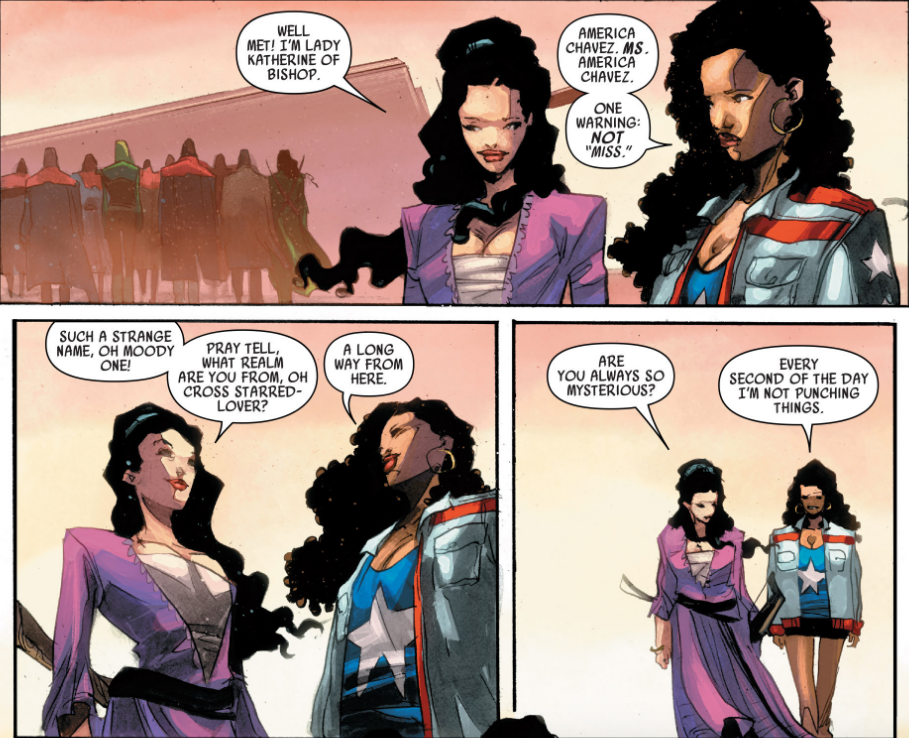 WELL
MET! I'M LADY
KATHERINE OF
BISHOP.
AMERICA
CHAVEZ. MS.
AMERICA
CHAVEZ.
ONE
WARNING:
NOT
"MISS."
SUCH A STRANGE
NAME, OH MOODY
ONE!
PRAY TELL,
WHAT REALM
ARE YOU FROM, OH
CROSS STARRED-
LOVER?
A LONG
WAY FROM
HERE.
ARE
YOU ALWAYS SO
MYSTERIOUS?
EVERY
SECOND OF THE DAY
I'M NOT PUNCHING
THINGS.